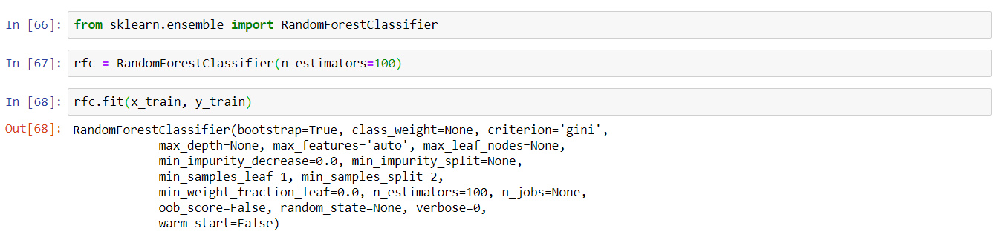 In [66]: from sklearn.ensemble import RandomForestClassifier
In [67]: rfc = RandomForestClassifier(n_estimators=100)
In [68]: rfc.fit(x_train, y_train)
Out[68]: RandomForestClassifier(bootstrap=True, class_weight=None, criterion='gini',
max_depth=None, max_features='auto', max_leaf_nodes=None,
min_impurity_decrease=0.0, min_impurity_split=None,
min_samples_leaf=1, min_samples_split=2,
min_weight_fraction_leaf=0.0, n_estimators=100, n_jobs=None,
oob_score=False, random_state=None, verbose=0,
warm_start=False)